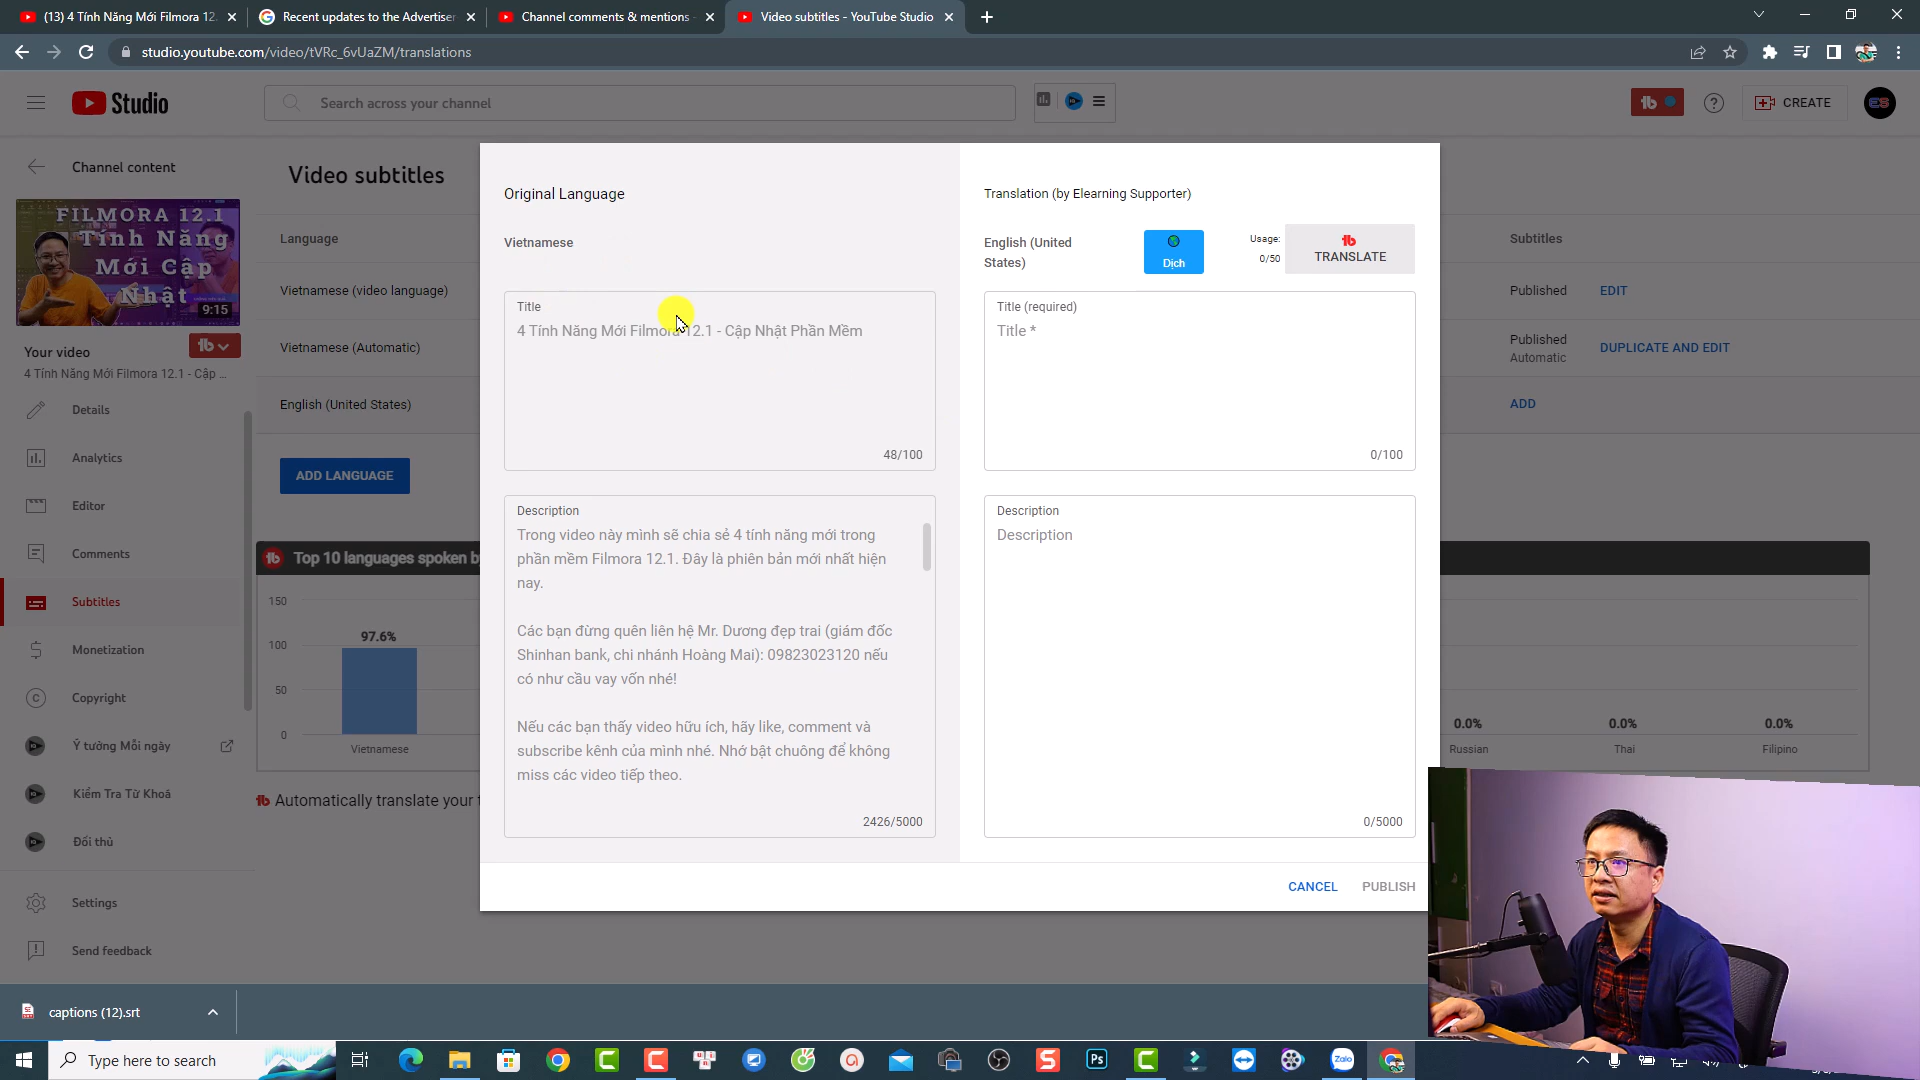 (13) 4 Tính Năng Mới Filmora 12.
Recent updates to the Advertiser
Channel comments & mentions
Video subtitles - YouTube Studio
studio.youtube.com/video/tVRc_6vUaZM/translations
Studio
Search across your channel
CREATE
ES
Channel content
FILMORA 12.1
Tính Năng
Mới Cập
Nhật
9:15
Your video
4 Tính Năng Mới Filmora 12.1 - Cập ...
Details
Analytics
Editor
Comments
Subtitles
Monetization
Copyright
Ý tưởng Mỗi ngày
Kiểm Tra Từ Khoá
Đối thủ
Settings
Send feedback
Video subtitles
Language
Subtitles
Vietnamese (video language)
Published
EDIT
Vietnamese (Automatic)
Published
Automatic
DUPLICATE AND EDIT
English (United States)
ADD
ADD LANGUAGE
Top 10 languages spoken by
150
100
50
0
97.6%
Vietnamese
0.0%
Russian
0.0%
Thai
0.0%
Filipino
Automatically translate your
Original Language
Vietnamese
Title
4 Tính Năng Mới Filmora 12.1 - Cập Nhật Phần Mềm
48/100
Description
Trong video này mình sẽ chia sẻ 4 tính năng mới trong
phần mềm Filmora 12.1. Đây là phiên bản mới nhất hiện
nay.
Các bạn đừng quên liên hệ Mr. Dương đẹp trai (giám đốc
Shinhan bank, chi nhánh Hoàng Mai): 09823023120 nếu
có như cầu vay vốn nhé!
Nếu các bạn thấy video hữu ích, hãy like, comment và
subscribe kênh của mình nhé. Nhớ bật chuông để không
miss các video tiếp theo.
2426/5000
Translation (by Elearning Supporter)
English (United
States)
Dịch
Usage:
0/50
TRANSLATE
Title (required)
Title *
0/100
Description
Description
0/5000
CANCEL
PUBLISH
captions (12).srt
Type here to search
Ps
Zalo